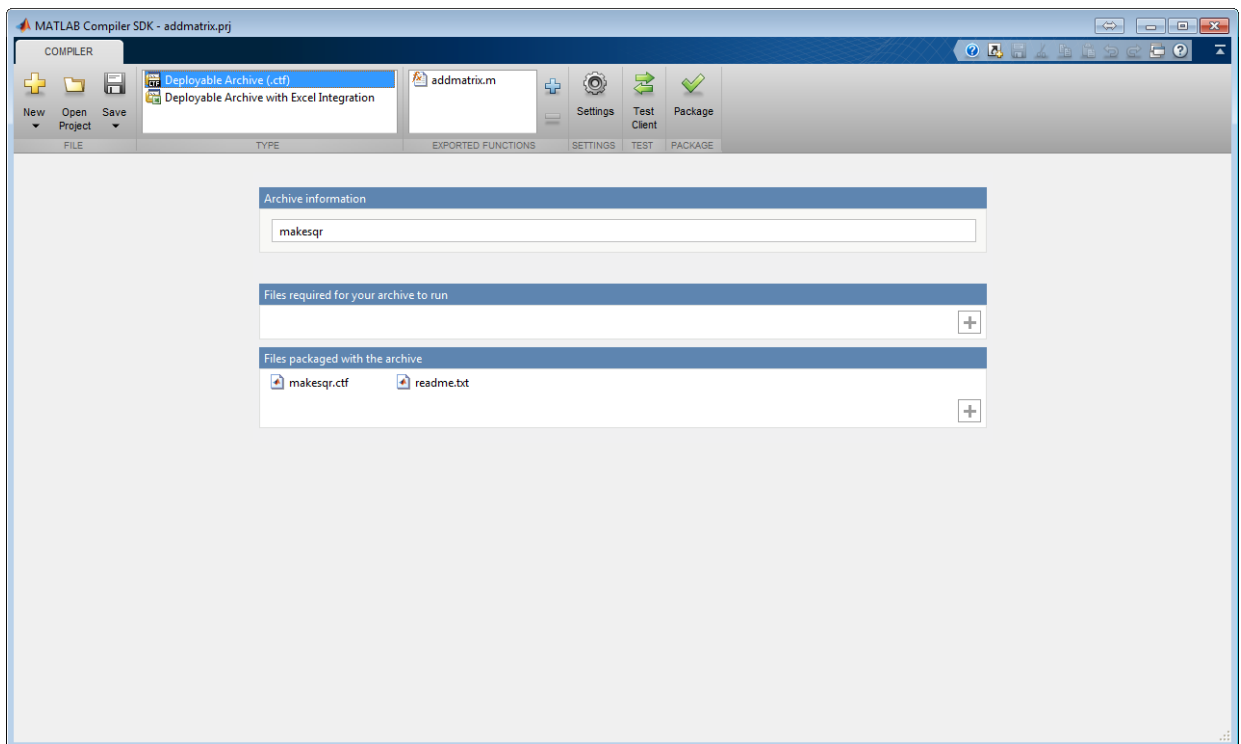 MATLAB Compiler SDK - addmatrix.prj
COMPILER
New
Open Project
Save
FILE
Deployable Archive (.ctf)
Deployable Archive with Excel Integration
TYPE
addmatrix.m
EXPORTED FUNCTIONS
Settings
SETTINGS
Test Client
TEST
Package
PACKAGE
Archive information
makesqr
Files required for your archive to run
Files packaged with the archive
makesqr.ctf readme.txt